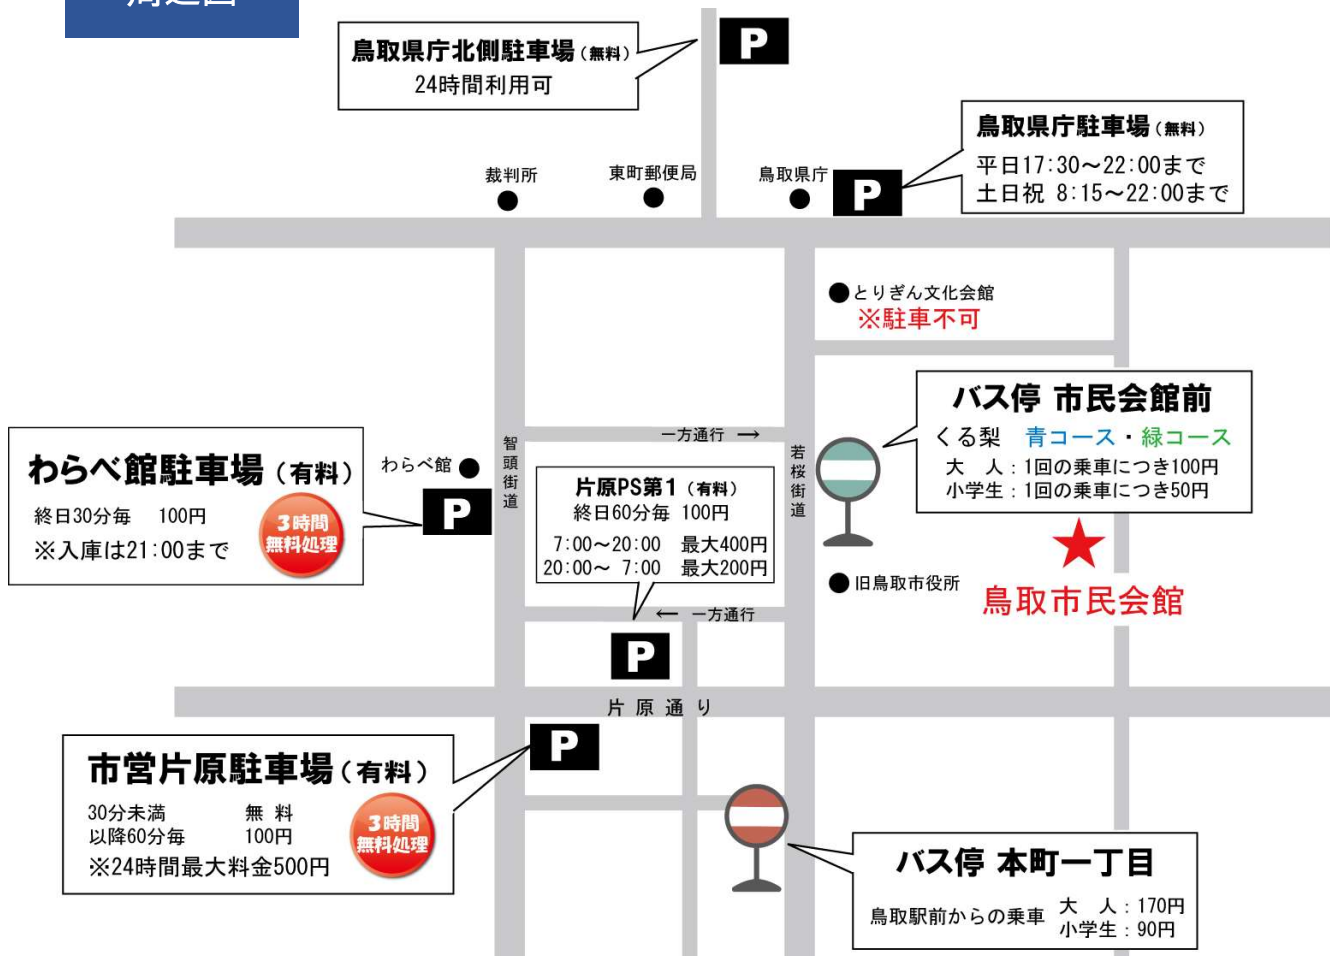 周辺図
鳥取県庁北側駐車場(無料)
24時間利用可
P
鳥取県庁駐車場(無料)
平日17:30～22:00まで
土日祝 8:15～22:00まで
裁判所
東町郵便局
鳥取県庁
P
とりぎん文化会館
※駐車不可
バス停 市民会館前
くる梨 青コース・緑コース
大 人:1回の乗車につき100円
小学生:1回の乗車につき50円
一方通行 →
智頭街道
若桜街道
わらべ館駐車場(有料)
終日30分毎 100円
※入庫は21:00まで
3時間
無料処理
わらべ館
P
片原PS第1(有料)
終日60分毎 100円
7:00～20:00 最大400円
20:00～ 7:00 最大200円
旧鳥取市役所
鳥取市民会館
← 一方通行
P
片原通り
P
市営片原駐車場(有料)
30分未満 無料
以降60分毎 100円
※24時間最大料金500円
3時間
無料処理
バス停 本町一丁目
鳥取駅前からの乗車
大 人:170円
小学生:90円